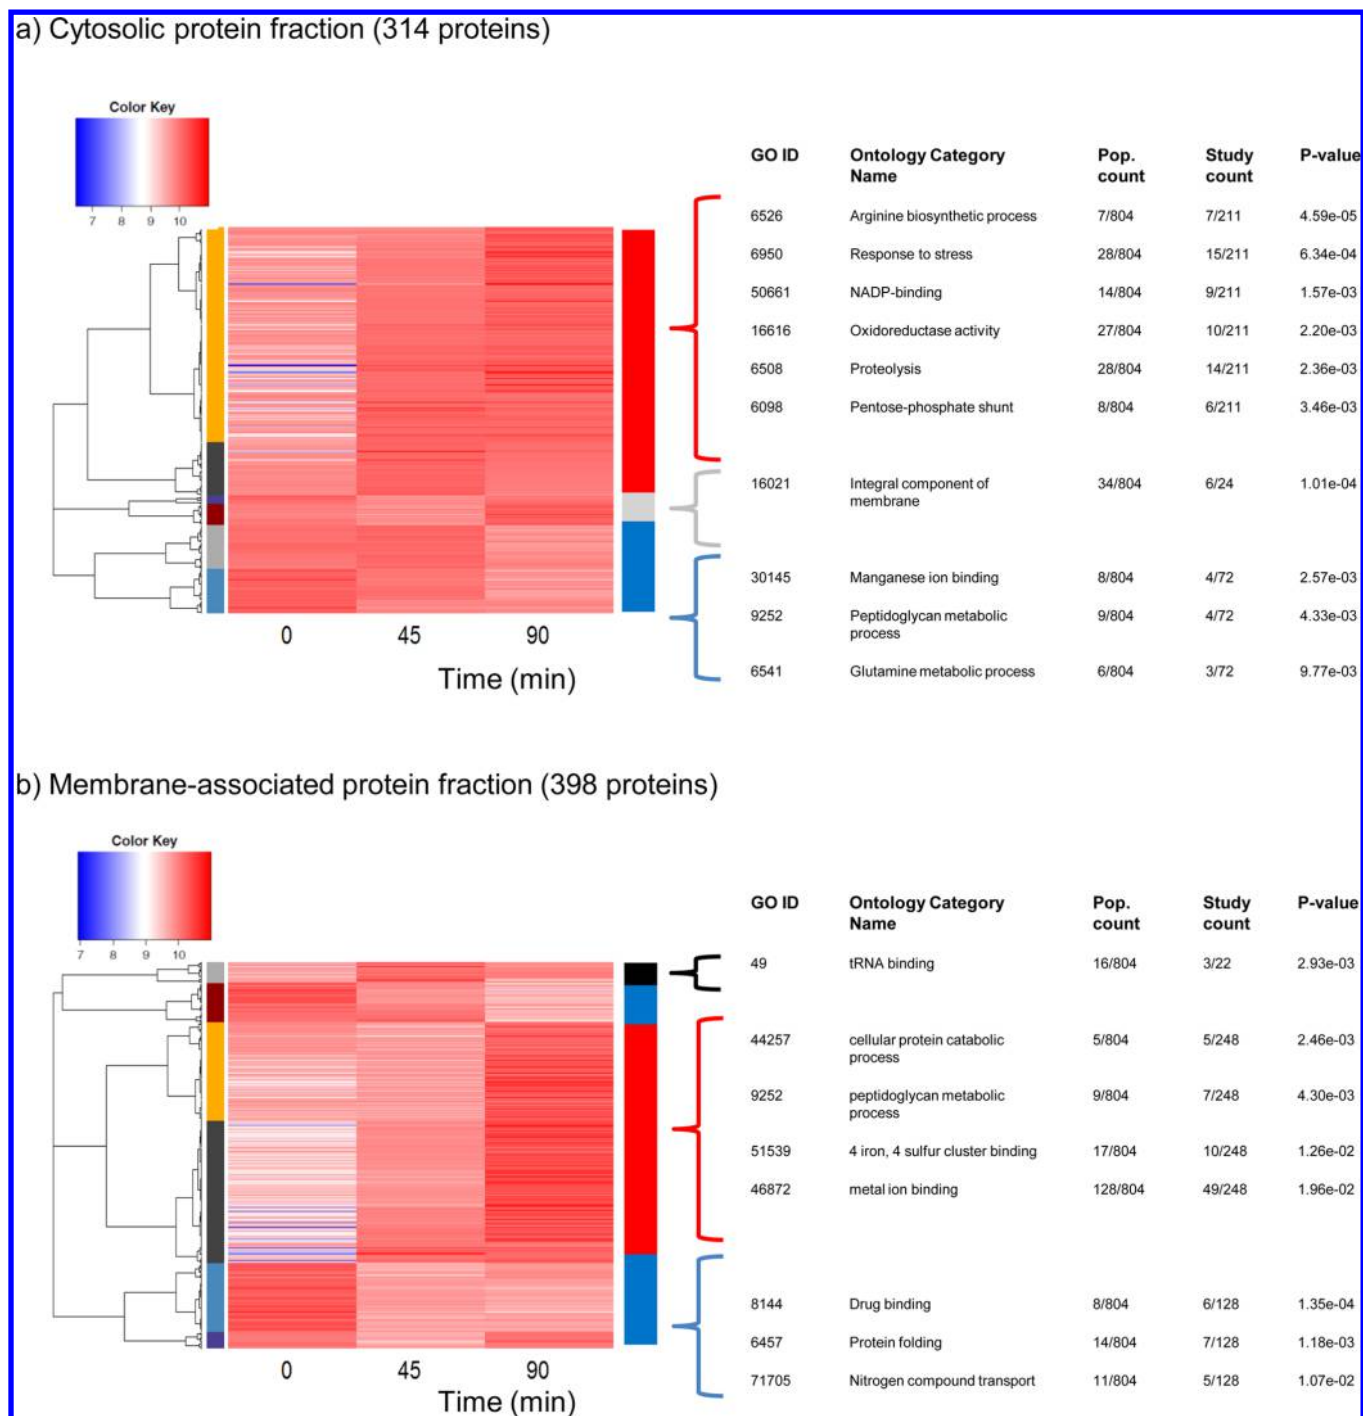 a) Cytosolic protein fraction (314 proteins)
Color Key
7 8 9 10
GO ID Ontology Category Name Pop. count Study count P-value
6526 Arginine biosynthetic process 7/804 7/211 4.59e-05
6950 Response to stress 28/804 15/211 6.34e-04
50661 NADP-binding 14/804 9/211 1.57e-03
16616 Oxidoreductase activity 27/804 10/211 2.20e-03
6508 Proteolysis 28/804 14/211 2.36e-03
6098 Pentose-phosphate shunt 8/804 6/211 3.46e-03
16021 Integral component of membrane 34/804 6/24 1.01e-04
30145 Manganese ion binding 8/804 4/72 2.57e-03
9252 Peptidoglycan metabolic process 9/804 4/72 4.33e-03
6541 Glutamine metabolic process 6/804 3/72 9.77e-03
0 45 90
Time (min)
b) Membrane-associated protein fraction (398 proteins)
Color Key
7 8 9 10
GO ID Ontology Category Name Pop. count Study count P-value
49 tRNA binding 16/804 3/22 2.93e-03
44257 cellular protein catabolic process 5/804 5/248 2.46e-03
9252 peptidoglycan metabolic process 9/804 7/248 4.30e-03
51539 4 iron, 4 sulfur cluster binding 17/804 10/248 1.26e-02
46872 metal ion binding 128/804 49/248 1.96e-02
8144 Drug binding 8/804 6/128 1.35e-04
6457 Protein folding 14/804 7/128 1.18e-03
71705 Nitrogen compound transport 11/804 5/128 1.07e-02
0 45 90
Time (min)